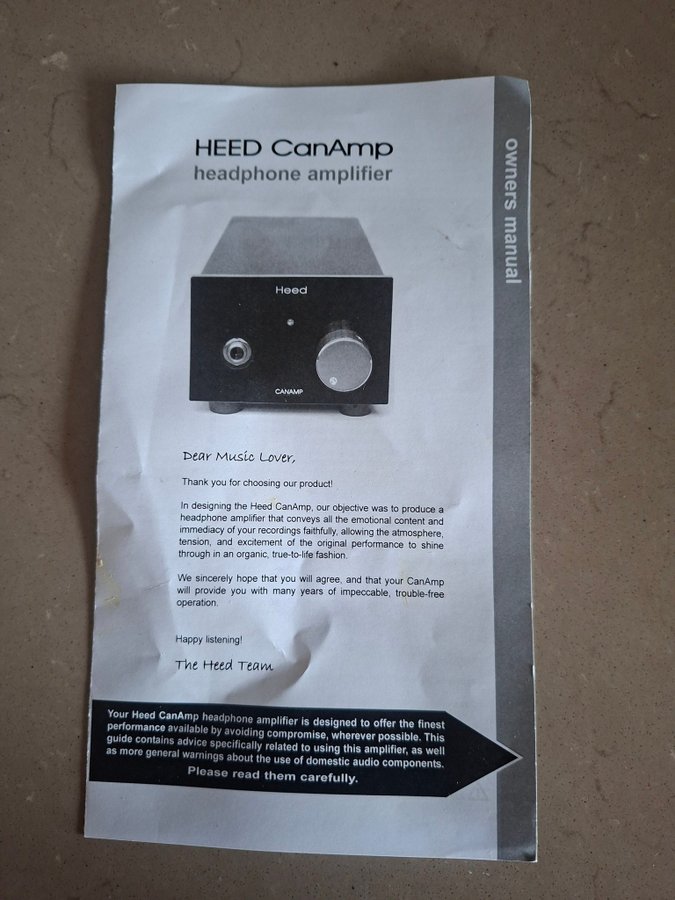 HEED CanAmp
headphone amplifier
owners manual
Heed
CANAMP
Dear Music Lover,
Thank you for choosing our product!
In designing the Heed CanAmp, our objective was to produce a
headphone amplifier that conveys all the emotional content and
immediacy of your recordings faithfully, allowing the atmosphere,
tension, and excitement of the original performance to shine
through in an organic, true-to-life fashion.
We sincerely hope that you will agree, and that your CanAmp
will provide you with many years of impeccable, trouble-free
operation.
Happy listening!
The Heed Team
Your Heed CanAmp headphone amplifier is designed to offer the finest
performance available by avoiding compromise, wherever possible. This
guide contains advice specifically related to using this amplifier, as well
as more general warnings about the use of domestic audio components.
Please read them carefully.